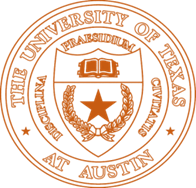 THE UNIVERSITY OF TEXAS
AT AUSTIN
PRAESIDIUM
DISCIPLINA
CIVITATIS